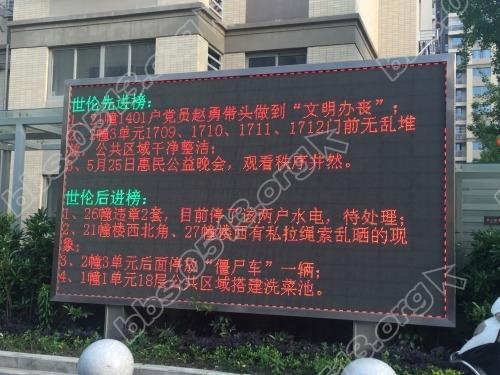 世伦先进榜：
1、21幢1401户党员赵勇带头做到“文明办丧”；
2、1幢3单元1709、1710、1711、1712门前无乱堆
放，公共区域干净整洁；
3、5月25日惠民公益晚会，观看秩序井然。
世伦后进榜：
1、26幢违章2套，目前停了该两户水电，待处理；
2、21幢楼西北角、27幢楼西有私拉绳索乱晒的现
象；
3、2幢3单元后面停放“僵尸车”一辆；
4、1幢1单元18层公共区域搭建洗菜池。
bbs.0513.org